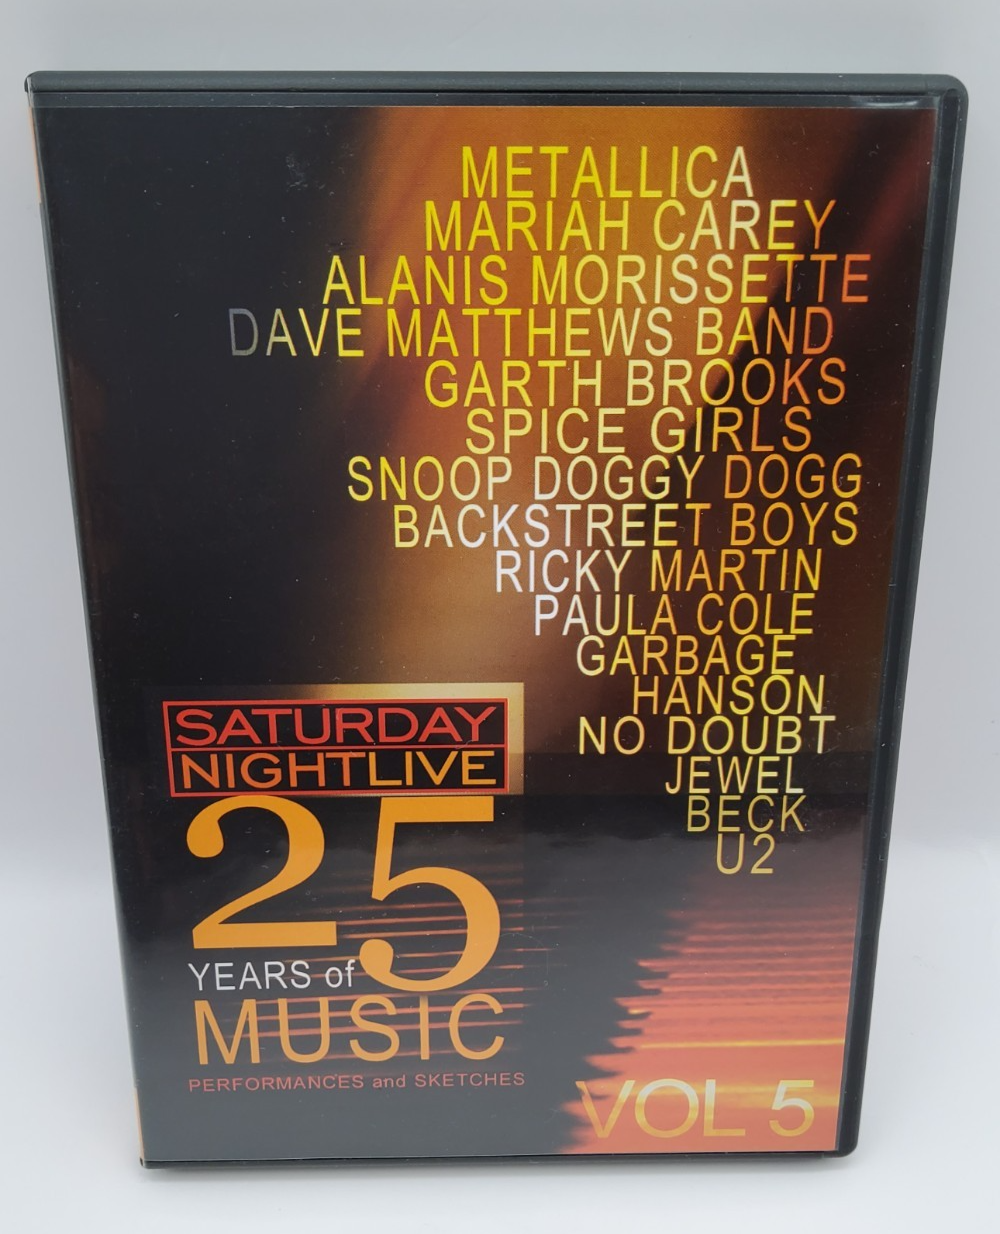 METALLICA
MARIAH CAREY
ALANIS MORISSETTE
DAVE MATTHEWS BAND
GARTH BROOKS
SPICE GIRLS
SNOOP DOGGY DOGG
BACKSTREET BOYS
RICKY MARTIN
PAULA COLE
GARBAGE
HANSON
NO DOUBT
JEWEL
BECK
U2
SATURDAY
NIGHT LIVE
25
YEARS of
MUSIC
PERFORMANCES and SKETCHES
VOL 5